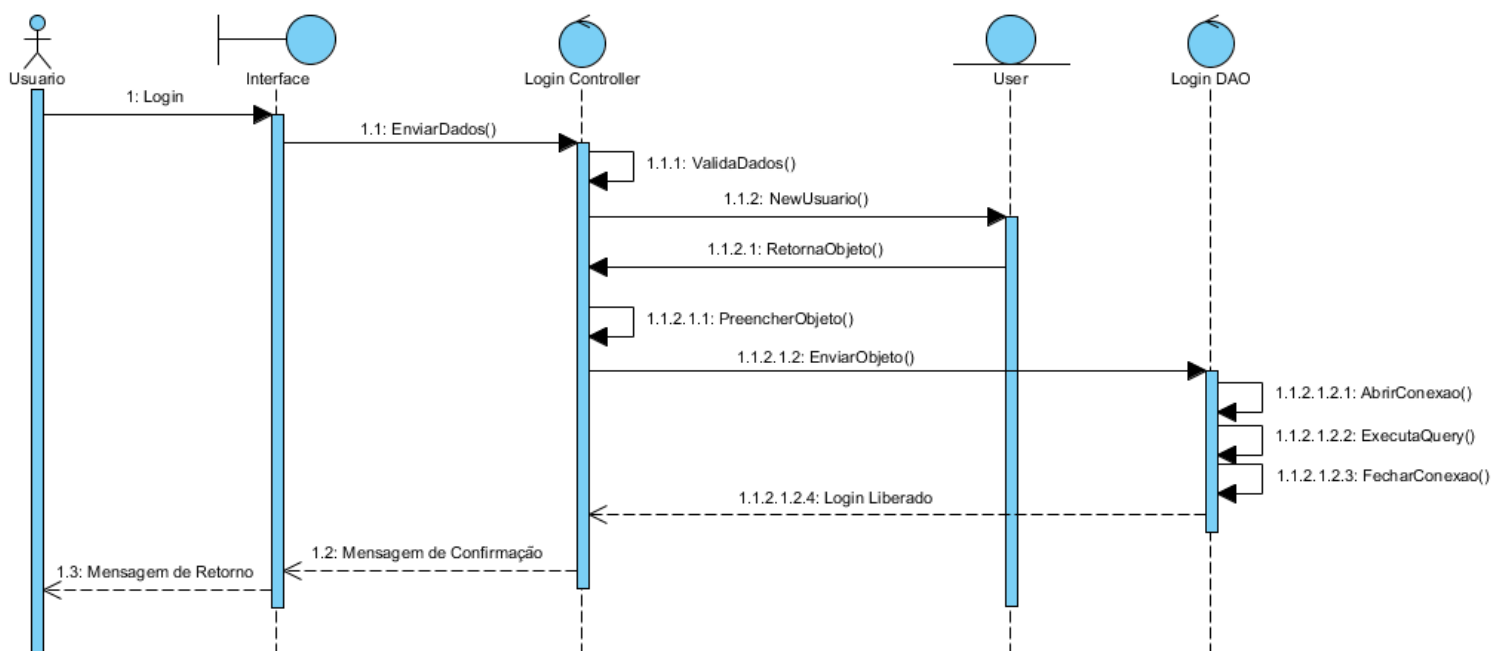 Usuario
Interface
Login Controller
User
Login DAO
1: Login
1.1: EnviarDados()
1.1.1: ValidaDados()
1.1.2: NewUsuario()
1.1.2.1: RetornaObjeto()
1.1.2.1.1: PreencherObjeto()
1.1.2.1.2: EnviarObjeto()
1.1.2.1.2.1: AbrirConexao()
1.1.2.1.2.2: ExecutaQuery()
1.1.2.1.2.3: FecharConexao()
1.1.2.1.2.4: Login Liberado
1.2: Mensagem de Confirmação
1.3: Mensagem de Retorno